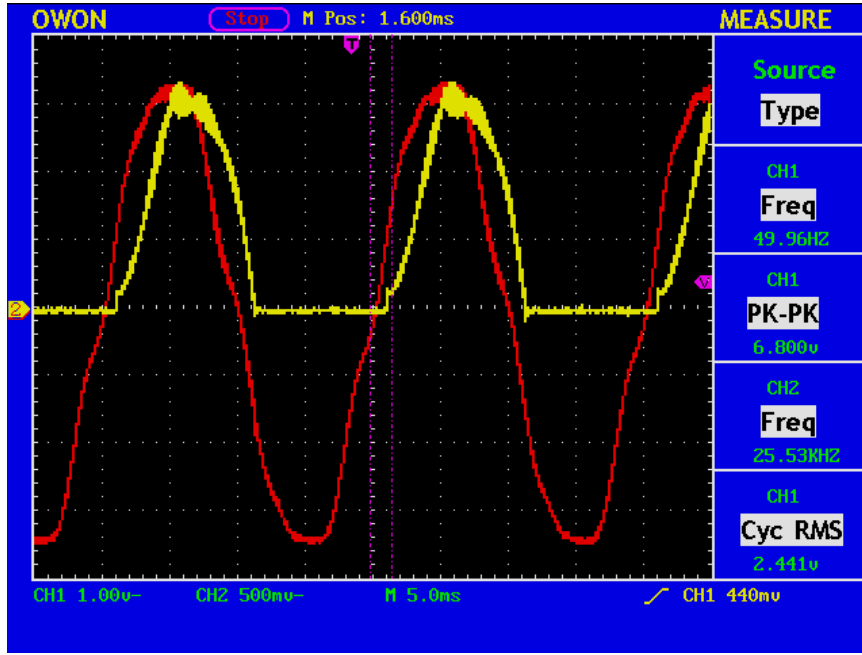 OWON Stop M Pos: 1.600ms MEASURE
T
Source
Type
CH1
Freq
49.96HZ
CH1
V
2
PK-PK
6.800v
CH2
Freq
25.53KHZ
CH1
Cyc RMS
2.441v
CH1 1.00v~ CH2 500mv~ M 5.0ms CH1 440mv